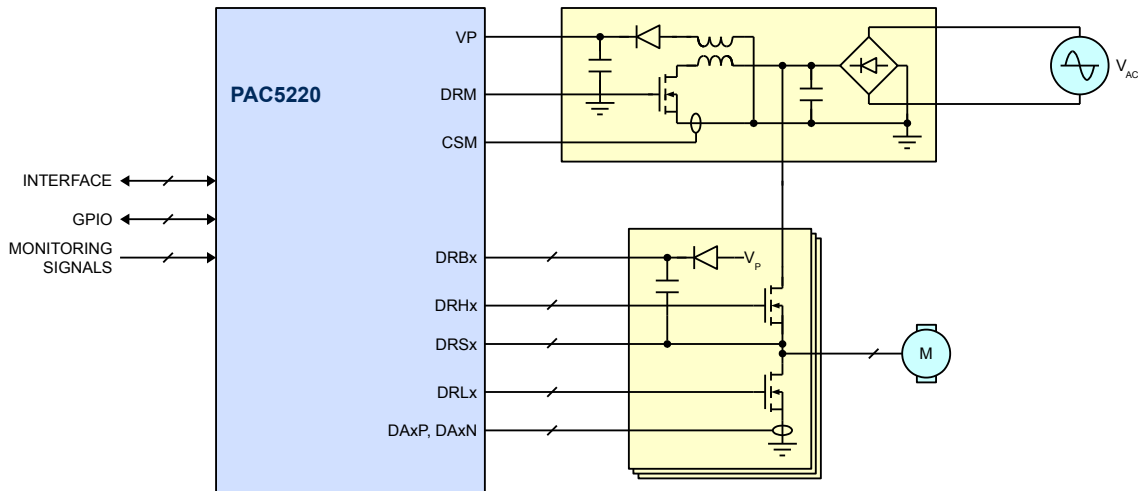 VP
PAC5220
DRM
CSM
V_AC
INTERFACE
GPIO
MONITORING
SIGNALS
DRBx
V_P
DRHx
DRSx
M
DRLx
DAxP, DAxN